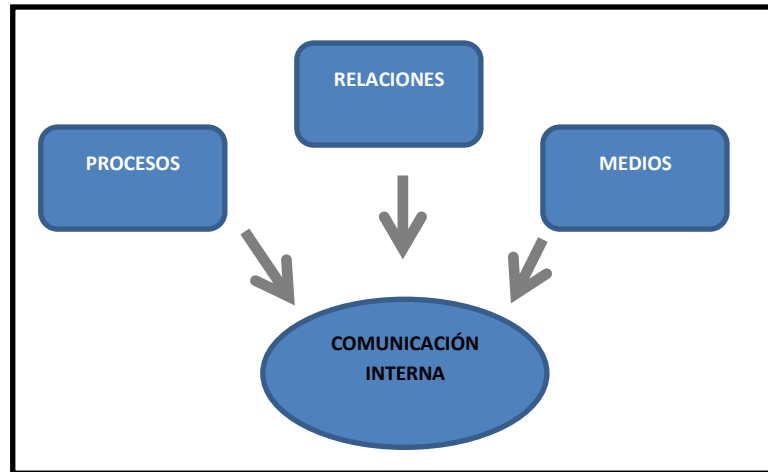 RELACIONES
PROCESOS
MEDIOS
COMUNICACIÓN
INTERNA